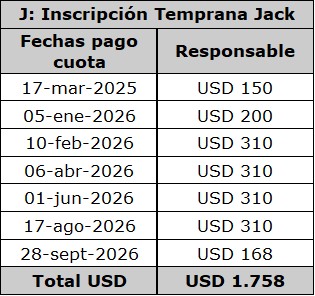 J: Inscripción Temprana Jack
Fechas pago cuota Responsable
17-mar-2025 USD 150
05-ene-2026 USD 200
10-feb-2026 USD 310
06-abr-2026 USD 310
01-jun-2026 USD 310
17-ago-2026 USD 310
28-sept-2026 USD 168
Total USD USD 1.758